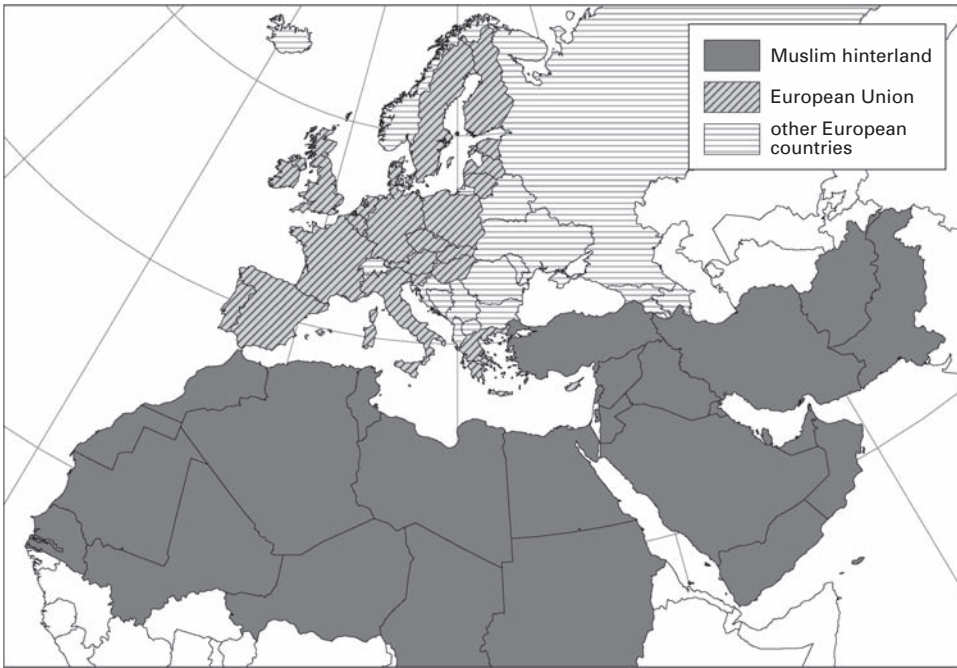 Muslim hinterland
European Union
other European
countries